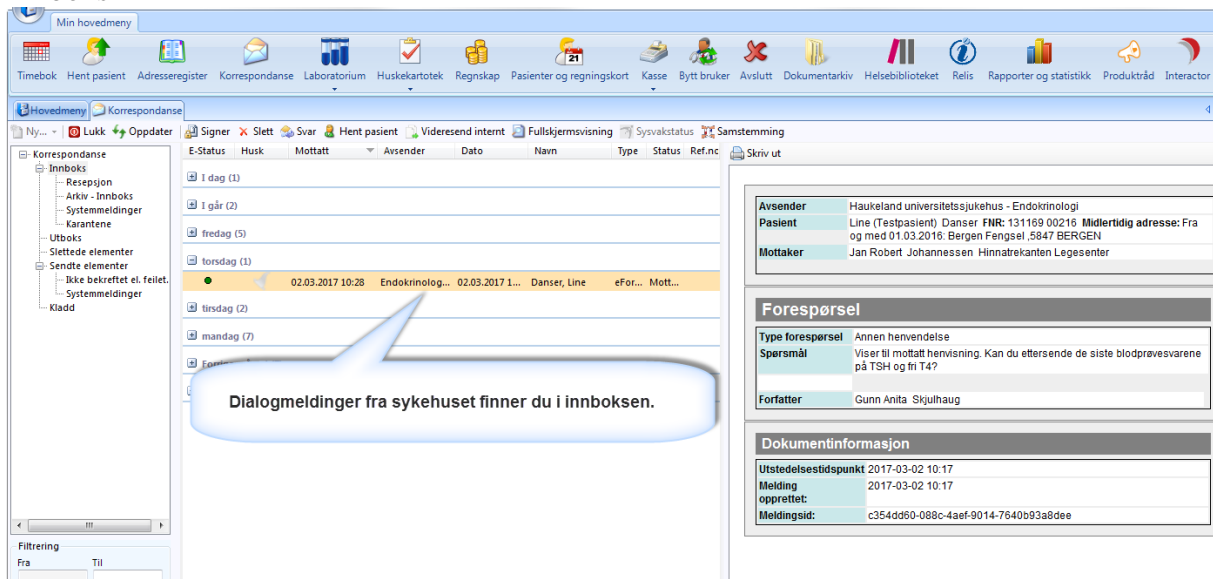 Min hovedmeny
Timebok Hent pasient Adresseregister Korrespondanse Laboratorium Huskekartotek Regnskap Pasienter og regningskort Kasse Bytt bruker Avslutt Dokumentarkiv Helsebiblioteket Relis Rapporter og statistikk Produktråd Interactor
21
Hovedmeny Korrespondanse
Ny... Lukk Oppdater Signer Slett Svar Hent pasient Videresend internt Fullskjermsvisning Sysvakstatus Samstemming
Korrespondanse
Innboks
Resepsjon
Arkiv - Innboks
Systemmeldinger
Karantene
Utboks
Slettede elementer
Sendte elementer
Ikke bekreftet el. feilet.
Systemmeldinger
Kladd
Filtrering
Fra Til
E-Status Husk Mottatt Avsender Dato Navn Type Status Ref.nc
I dag (1)
I går (2)
fredag (5)
torsdag (1)
02.03.2017 10:28 Endokrinolog... 02.03.2017 1... Danser, Line eFor... Mott...
tirsdag (2)
mandag (7)
Dialogmeldinger fra sykehuset finner du i innboksen.
Skriv ut
Avsender Haukeland universitetssjukehus - Endokrinologi
Pasient Line (Testpasient) Danser FNR: 131169 00216 Midlertidig adresse: Fra
og med 01.03.2016: Bergen Fengsel ,5847 BERGEN
Mottaker Jan Robert Johannessen Hinnatrekanten Legesenter
Forespørsel
Type forespørsel Annen henvendelse
Spørsmål Viser til mottatt henvisning. Kan du ettersende de siste blodprøvesvarene
på TSH og fri T4?
Forfatter Gunn Anita Skjulhaug
Dokumentinformasjon
Utstedelsestidspunkt 2017-03-02 10:17
Melding 2017-03-02 10:17
opprettet:
Meldingsid: c354dd60-088c-4aef-9014-7640b93a8dee